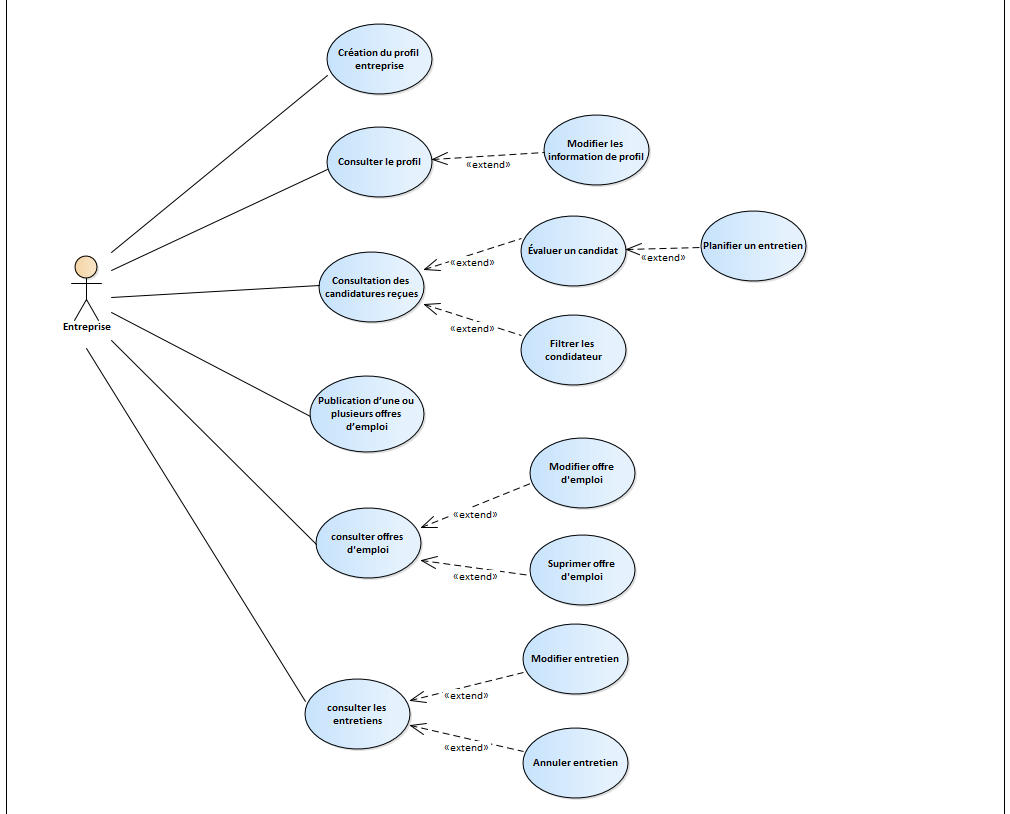 Création du profil
entreprise
Consulter le profil
«extend»
Modifier les
information de profil
Entreprise
Consultation des
candidatures reçues
«extend»
Évaluer un candidat
«extend»
Planifier un entretien
«extend»
Filtrer les
condidateur
Publication d’une ou
plusieurs offres
d’emploi
consulter offres
d'emploi
«extend»
Modifier offre
d'emploi
«extend»
Suprimer offre
d'emploi
consulter les
entretiens
«extend»
Modifier entretien
«extend»
Annuler entretien